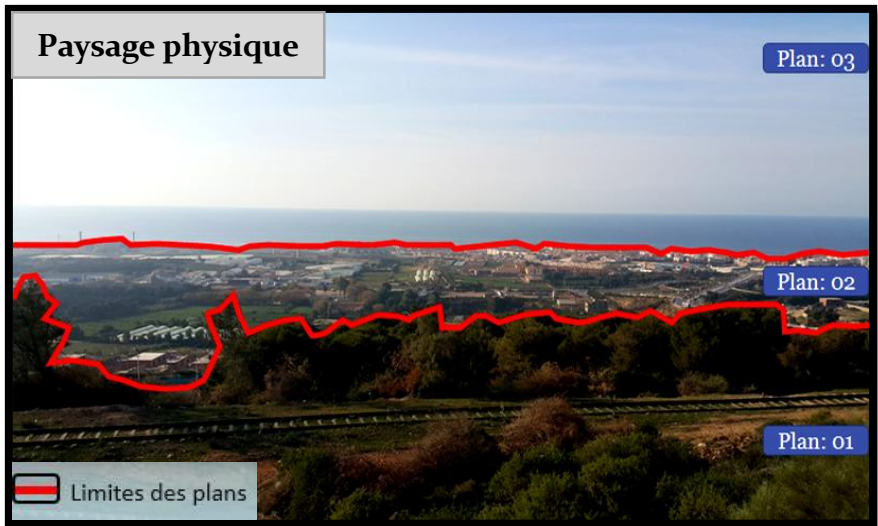 Paysage physique
Plan: 03
Plan: 02
Plan: 01
Limites des plans